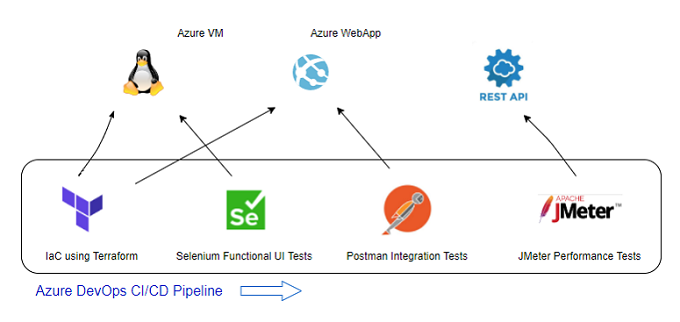 Azure VM
Azure WebApp
REST API
Se
APACHE
JMeter™
IaC using Terraform
Selenium Functional UI Tests
Postman Integration Tests
JMeter Performance Tests
Azure DevOps CI/CD Pipeline